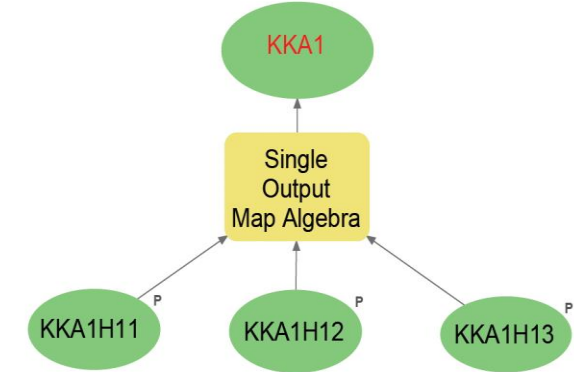 KKA1
Single
Output
Map Algebra
P
P
P
KKA1H11
KKA1H12
KKA1H13